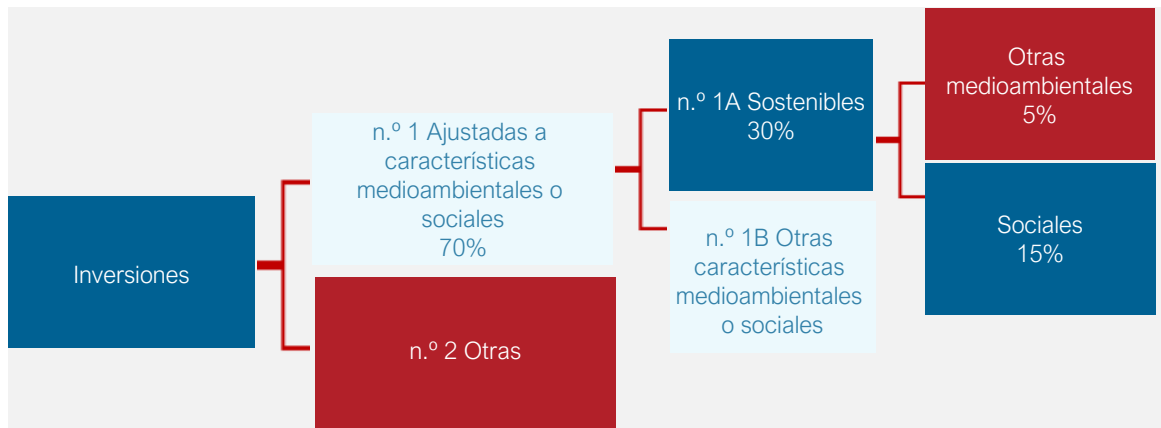 Inversiones
n.º 1 Ajustadas a
características
medioambientales o
sociales
70%
n.º 2 Otras
n.º 1A Sostenibles
30%
n.º 1B Otras
características
medioambientales
o sociales
Otras
medioambientales
5%
Sociales
15%